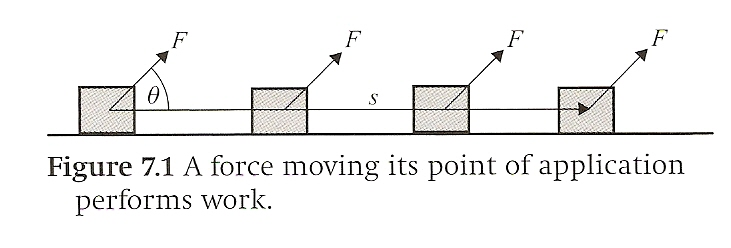 F F F F
θ s
Figure 7.1 A force moving its point of application
performs work.